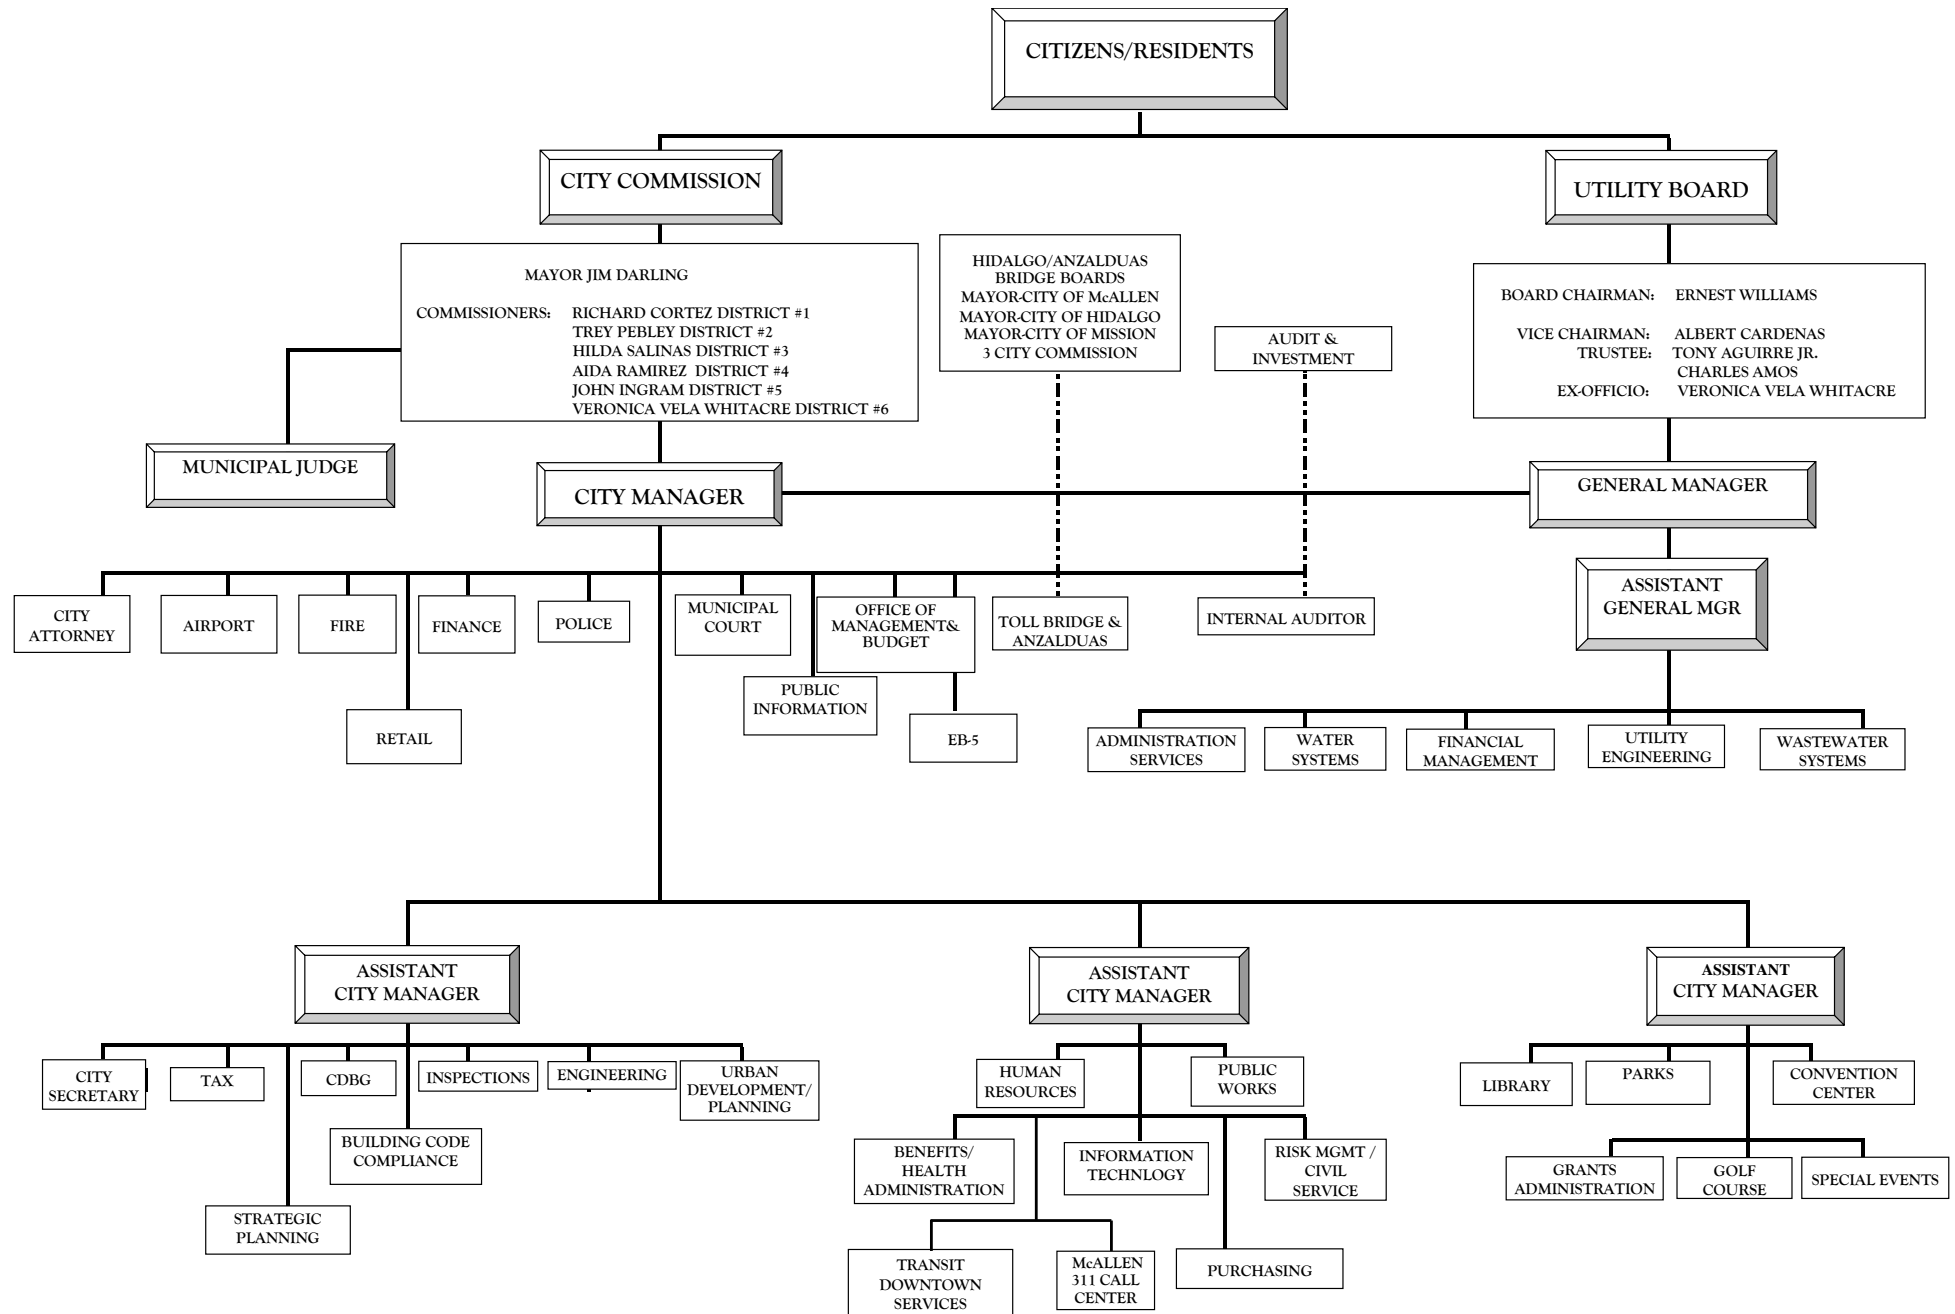 CITIZENS/RESIDENTS
CITY COMMISSION
UTILITY BOARD
MAYOR JIM DARLING
COMMISSIONERS: RICHARD CORTEZ DISTRICT #1
TREY PEBLEY DISTRICT #2
HILDA SALINAS DISTRICT #3
AIDA RAMIREZ DISTRICT #4
JOHN INGRAM DISTRICT #5
VERONICA VELA WHITACRE DISTRICT #6
HIDALGO/ANZALDUAS
BRIDGE BOARDS
MAYOR-CITY OF McALLEN
MAYOR-CITY OF HIDALGO
MAYOR-CITY OF MISSION
3 CITY COMMISSION
AUDIT &
INVESTMENT
BOARD CHAIRMAN: ERNEST WILLIAMS
VICE CHAIRMAN: ALBERT CARDENAS
TRUSTEE: TONY AGUIRRE JR.
CHARLES AMOS
EX-OFFICIO: VERONICA VELA WHITACRE
MUNICIPAL JUDGE
CITY MANAGER
GENERAL MANAGER
ASSISTANT
GENERAL MGR
CITY
ATTORNEY
AIRPORT
FIRE
FINANCE
POLICE
MUNICIPAL
COURT
OFFICE OF
MANAGEMENT&
BUDGET
TOLL BRIDGE &
ANZALDUAS
INTERNAL AUDITOR
RETAIL
PUBLIC
INFORMATION
EB-5
ADMINISTRATION
SERVICES
WATER
SYSTEMS
FINANCIAL
MANAGEMENT
UTILITY
ENGINEERING
WASTEWATER
SYSTEMS
ASSISTANT
CITY MANAGER
ASSISTANT
CITY MANAGER
ASSISTANT
CITY MANAGER
CITY
SECRETARY
TAX
CDBG
INSPECTIONS
ENGINEERING
URBAN
DEVELOPMENT/
PLANNING
BUILDING CODE
COMPLIANCE
STRATEGIC
PLANNING
HUMAN
RESOURCES
PUBLIC
WORKS
BENEFITS/
HEALTH
ADMINISTRATION
INFORMATION
TECHNLOGY
RISK MGMT /
CIVIL
SERVICE
TRANSIT
DOWNTOWN
SERVICES
McALLEN
311 CALL
CENTER
PURCHASING
LIBRARY
PARKS
CONVENTION
CENTER
GRANTS
ADMINISTRATION
GOLF
COURSE
SPECIAL EVENTS